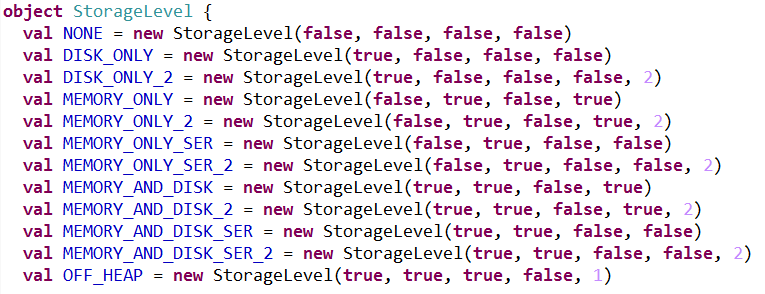 object StorageLevel {
val NONE = new StorageLevel(false, false, false, false)
val DISK_ONLY = new StorageLevel(true, false, false, false)
val DISK_ONLY_2 = new StorageLevel(true, false, false, false, 2)
val MEMORY_ONLY = new StorageLevel(false, true, false, true)
val MEMORY_ONLY_2 = new StorageLevel(false, true, false, true, 2)
val MEMORY_ONLY_SER = new StorageLevel(false, true, false, false)
val MEMORY_ONLY_SER_2 = new StorageLevel(false, true, false, false, 2)
val MEMORY_AND_DISK = new StorageLevel(true, true, false, true)
val MEMORY_AND_DISK_2 = new StorageLevel(true, true, false, true, 2)
val MEMORY_AND_DISK_SER = new StorageLevel(true, true, false, false)
val MEMORY_AND_DISK_SER_2 = new StorageLevel(true, true, false, false, 2)
val OFF_HEAP = new StorageLevel(true, true, true, false, 1)